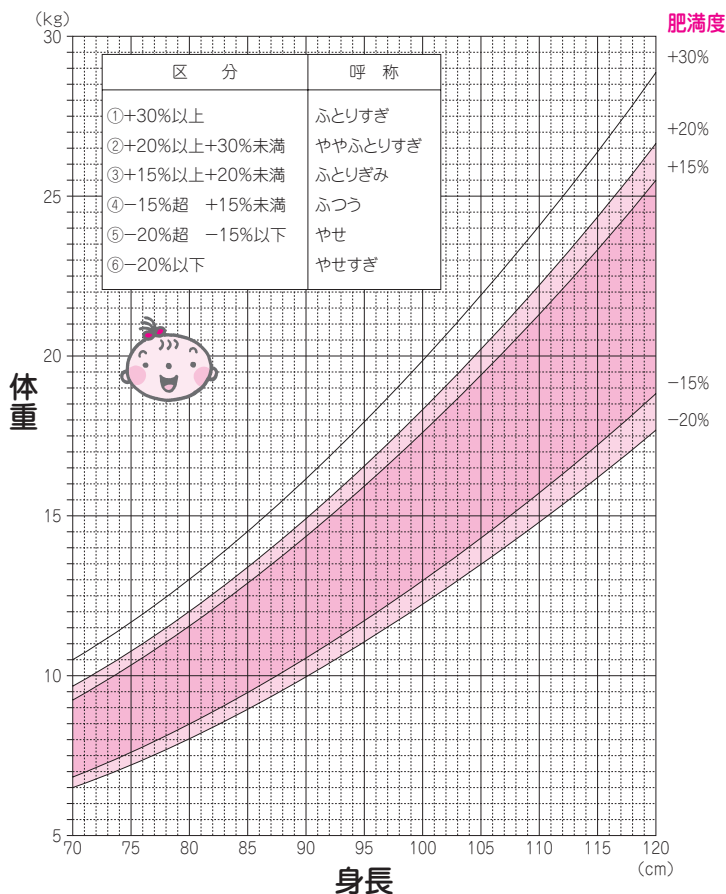 (kg)
肥満度
30
+30%
区 分 呼 称
①+30%以上 ふとりすぎ
②+20%以上+30%未満 ややふとりすぎ
③+15%以上+20%未満 ふとりぎみ
④−15%超 +15%未満 ふつう
⑤−20%超 −15%以下 やせ
⑥−20%以下 やせすぎ
+20%
+15%
25
20
体重
−15%
−20%
15
10
5
70 75 80 85 90 95 100 105 110 115 120
(cm)
身長